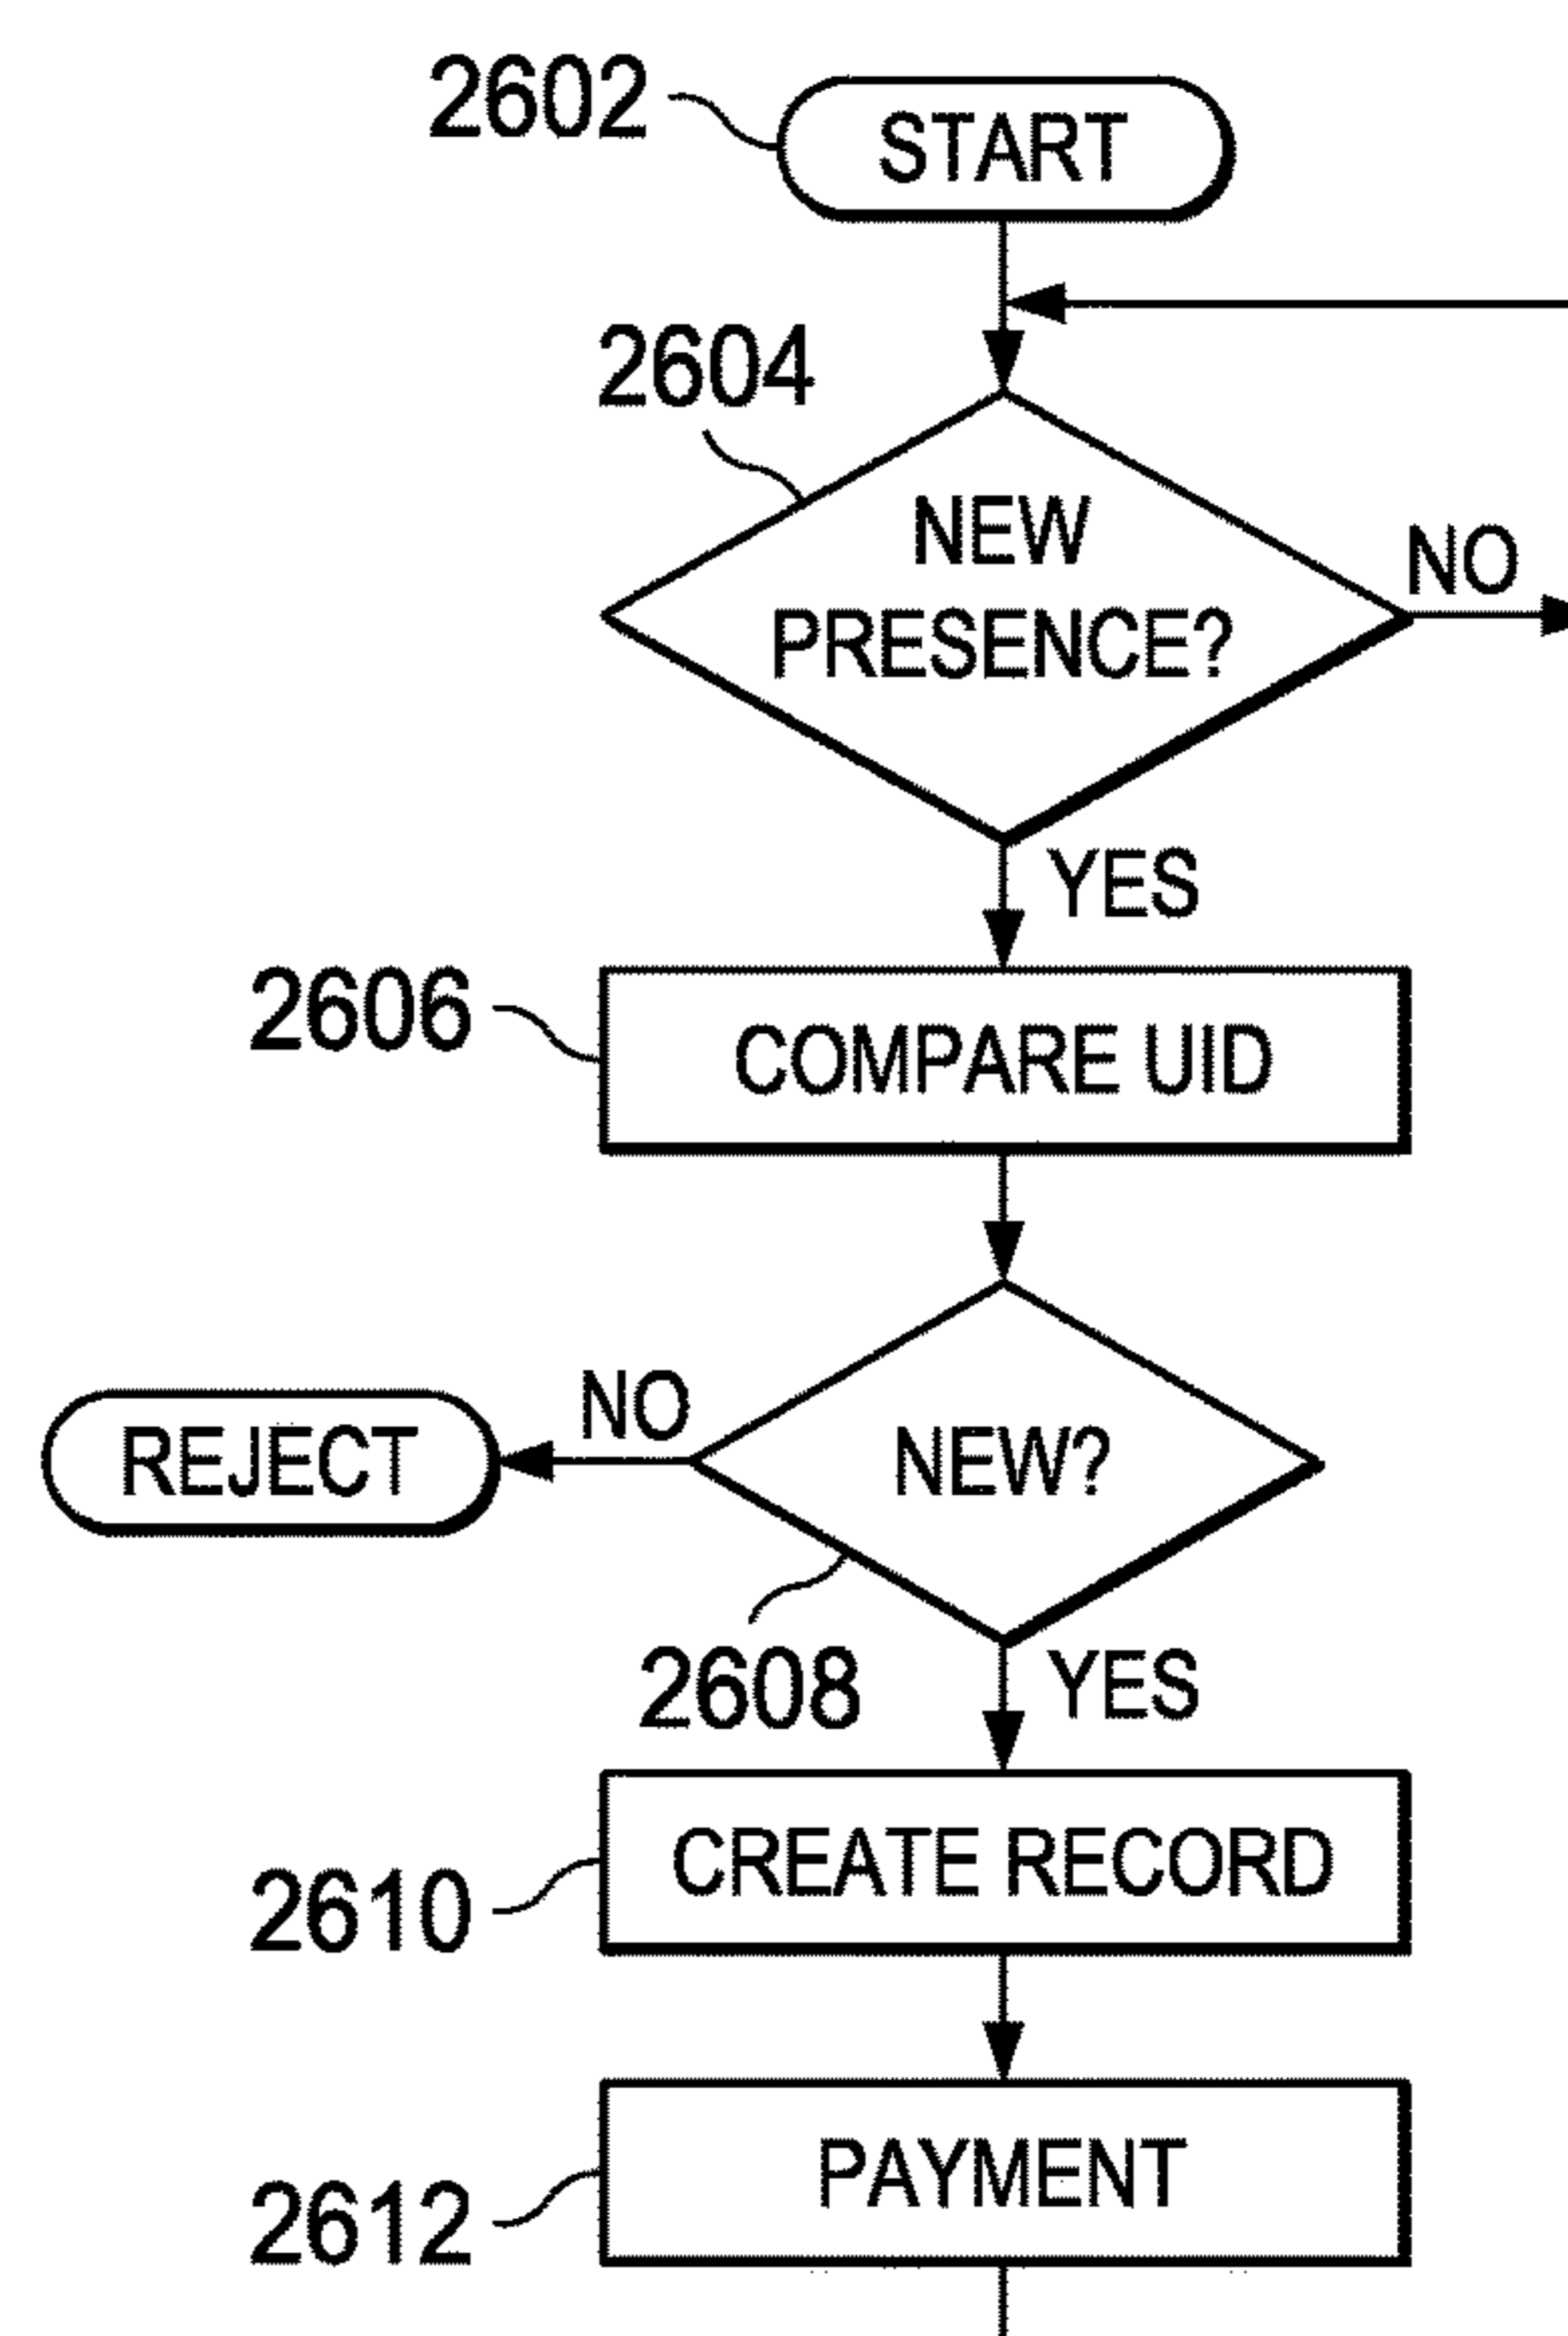 2602
START
2604
NEW
PRESENCE?
NO
YES
2606
COMPARE UID
REJECT
NO
NEW?
2608
YES
CREATE RECORD
2610
PAYMENT
2612